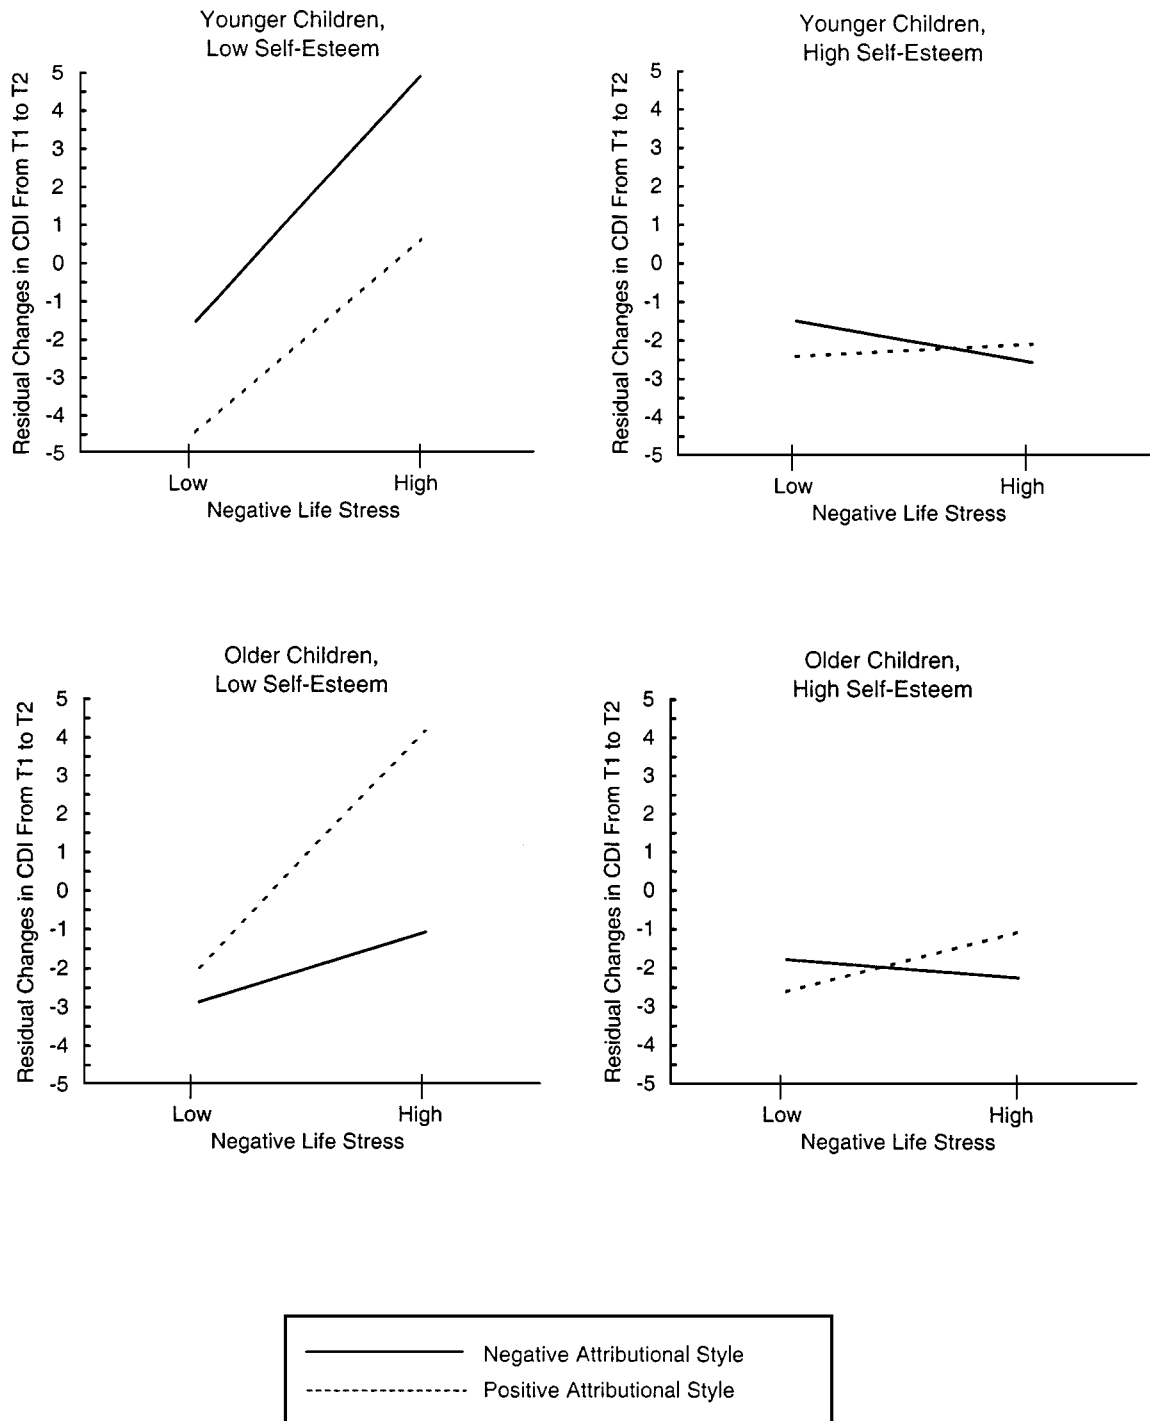 Younger Children,
Low Self-Esteem
Residual Changes in CDI From T1 to T2
5
4
3
2
1
0
-1
-2
-3
-4
-5
Low
High
Negative Life Stress
Younger Children,
High Self-Esteem
Residual Changes in CDI From T1 to T2
5
4
3
2
1
0
-1
-2
-3
-4
-5
Low
High
Negative Life Stress
Older Children,
Low Self-Esteem
Residual Changes in CDI From T1 to T2
5
4
3
2
1
0
-1
-2
-3
-4
-5
Low
High
Negative Life Stress
Older Children,
High Self-Esteem
Residual Changes in CDI From T1 to T2
5
4
3
2
1
0
-1
-2
-3
-4
-5
Low
High
Negative Life Stress
Negative Attributional Style
Positive Attributional Style